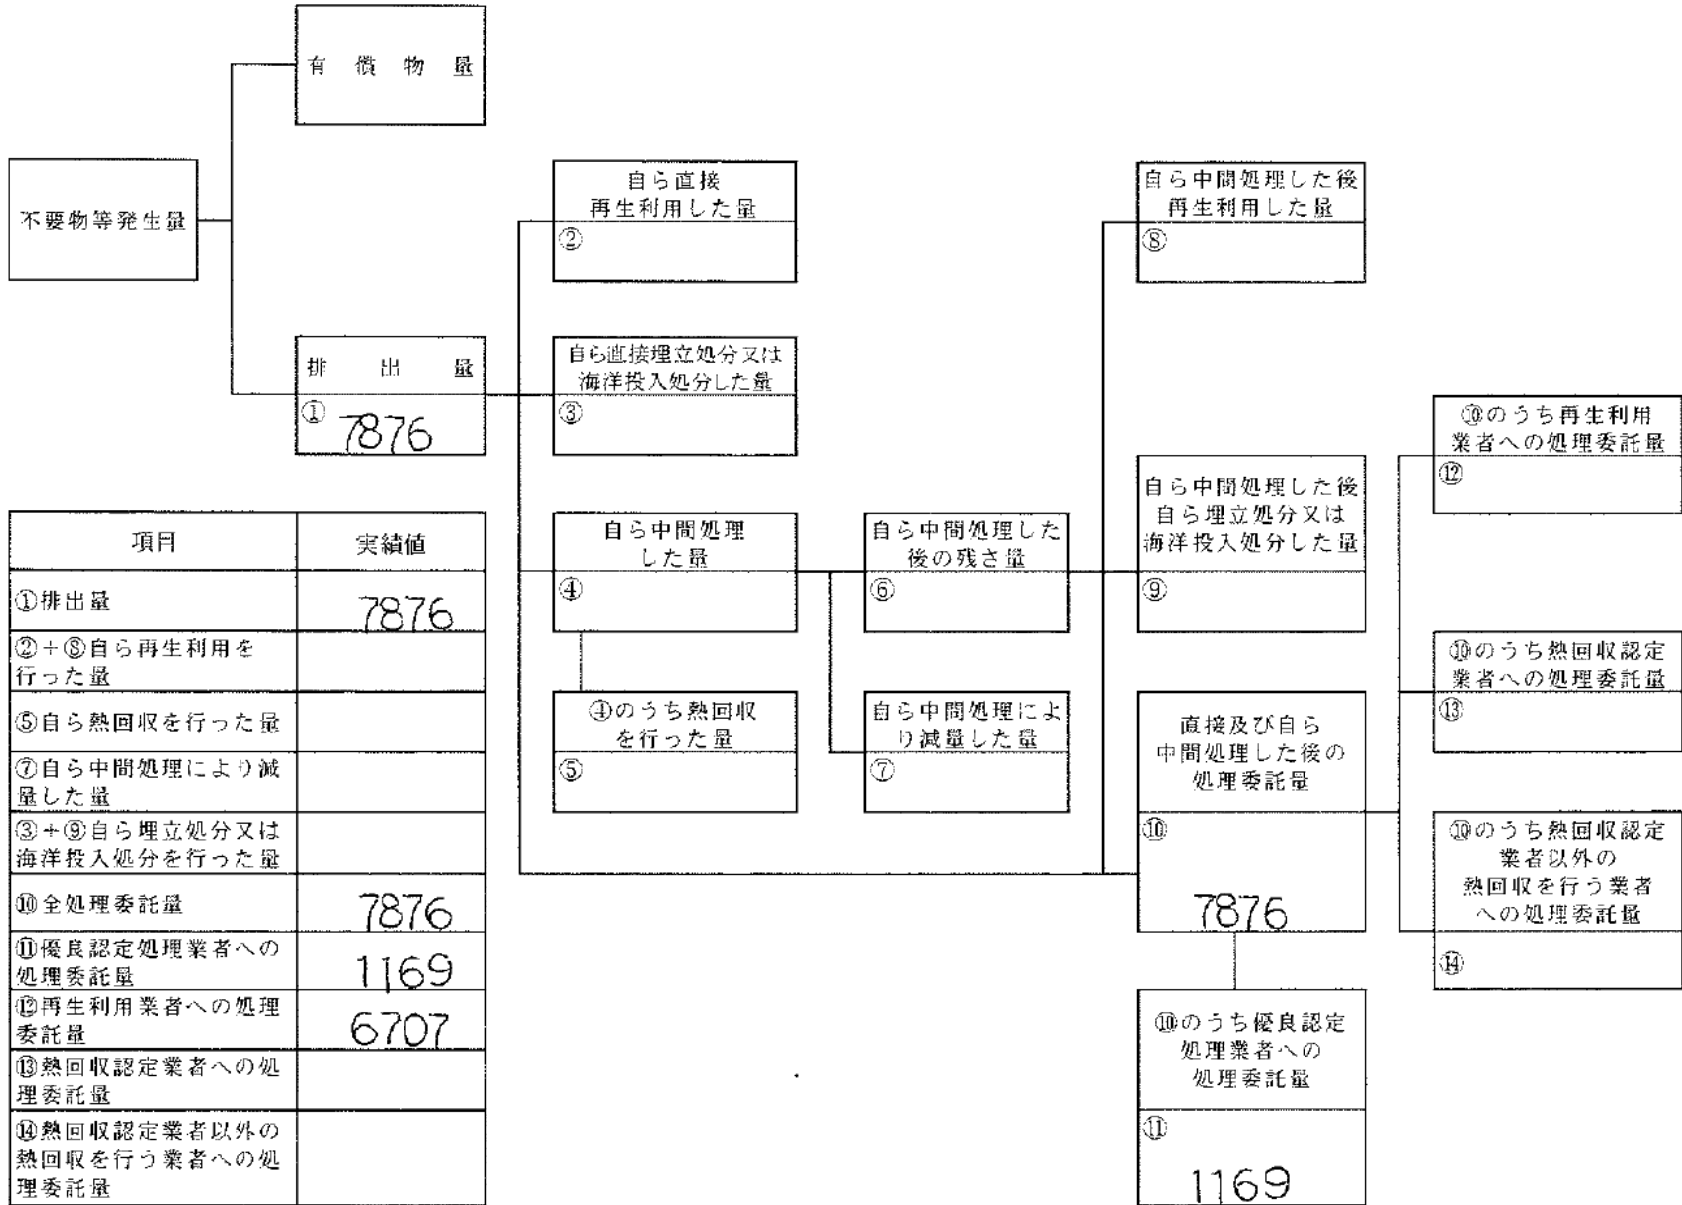 有償物量
不要物等発生量
排出量
① 7876
自ら直接
再生利用した量
②
自ら直接埋立処分又は
海洋投入処分した量
③
自ら中間処理
した量
④
④のうち熱回収
を行った量
⑤
自ら中間処理した
後の残さ量
⑥
自ら中間処理によ
り減量した量
⑦
自ら中間処理した後
再生利用した量
⑧
自ら中間処理した後
自ら埋立処分又は
海洋投入処分した量
⑨
直接及び自ら
中間処理した後の
処理委託量
⑩
7876
⑩のうち優良認定
処理業者への
処理委託量
⑪
1169
⑩のうち再生利用
業者への処理委託量
⑫
⑩のうち熱回収認定
業者への処理委託量
⑬
⑩のうち熱回収認定
業者以外の
熱回収を行う業者
への処理委託量
⑭
項目 実績値
①排出量 7876
②+⑧自ら再生利用を
行った量
⑤自ら熱回収を行った量
⑦自ら中間処理により減
量した量
③+⑨自ら埋立処分又は
海洋投入処分を行った量
⑩全処理委託量 7876
⑪優良認定処理業者への
処理委託量 1169
⑫再生利用業者への処理
委託量 6707
⑬熱回収認定業者への処
理委託量
⑭熱回収認定業者以外の
熱回収を行う業者への処
理委託量